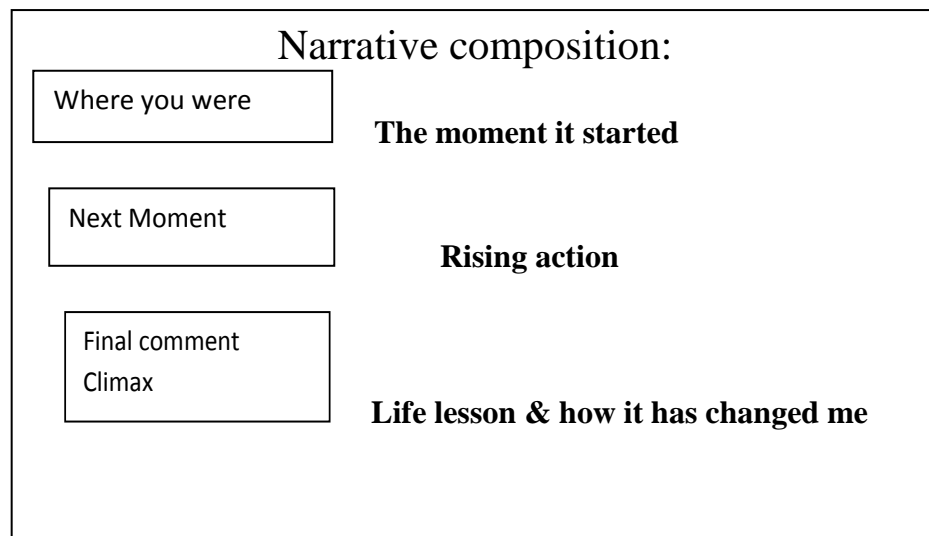 Narrative composition:
Where you were
The moment it started
Next Moment
Rising action
Final comment
Climax
Life lesson & how it has changed me